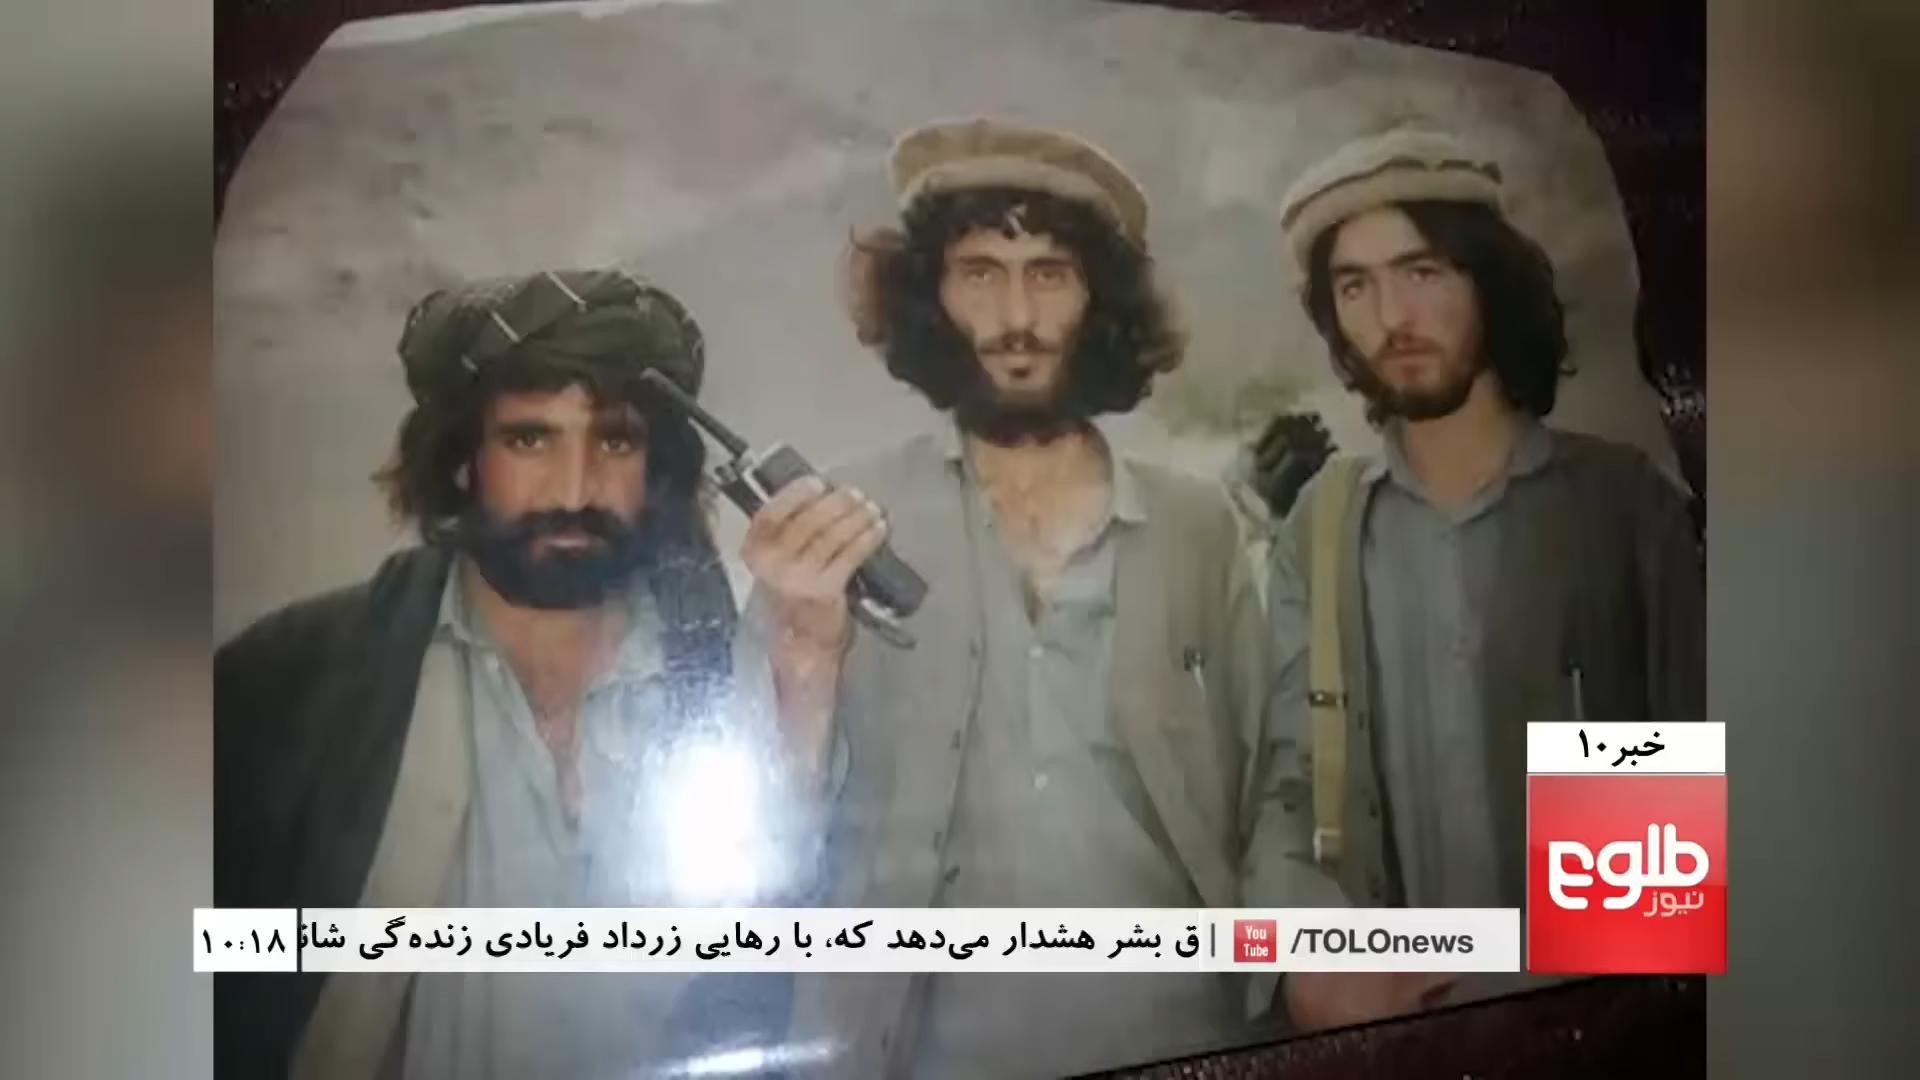 خبر۱۰
طلوع
نیوز
۱۰:۱۸
ق بشر هشدار می‌دهد که، با رهایی زرداد فریادی زنده‌گی شان
| You Tube /TOLOnews